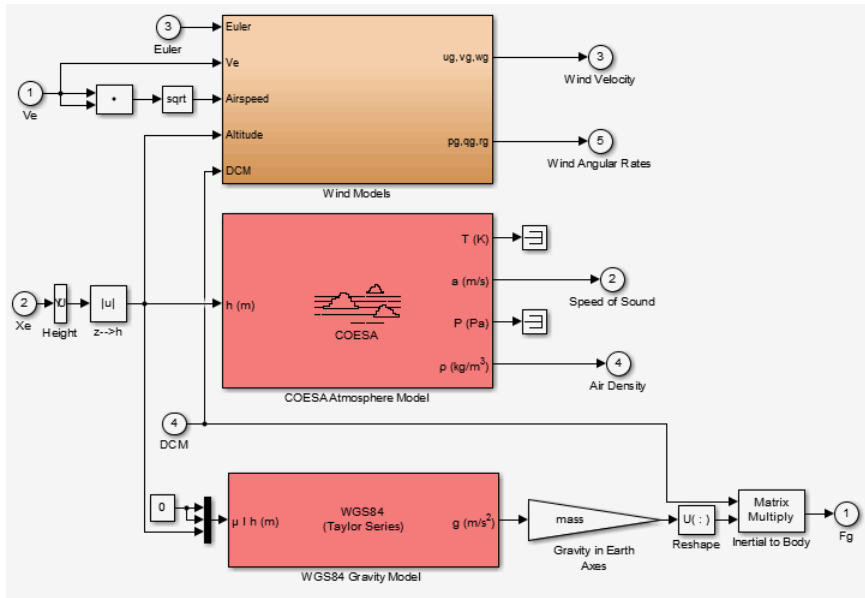 3
Euler
Euler
ug,vg,wg
3
Wind Velocity
Ve
1
Ve
sqrt
Airspeed
Altitude
pg,qg,rg
5
Wind Angular Rates
DCM
Wind Models
T (K)
a (m/s)
2
Speed of Sound
2
Xe
Height
|u|
z-->h
h (m)
COESA
P (Pa)
ρ (kg/m³)
4
Air Density
COESA Atmosphere Model
4
DCM
0
μ l h (m)
WGS84
(Taylor Series)
g (m/s²)
WGS84 Gravity Model
mass
Gravity in Earth
Axes
U( : )
Reshape
Matrix
Multiply
Inertial to Body
1
Fg